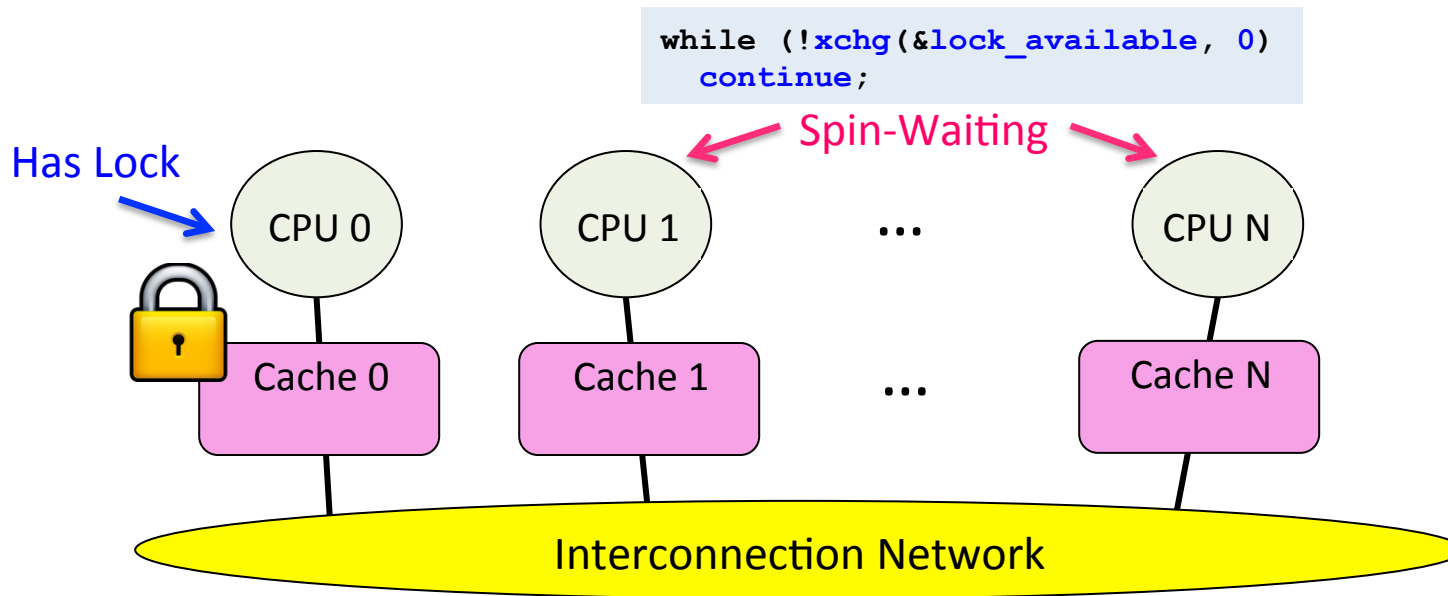 while (!xchg(&lock_available, 0)
continue;
Spin-Waiting
Has Lock
CPU 0
CPU 1
...
CPU N
Cache 0
Cache 1
...
Cache N
Interconnection Network